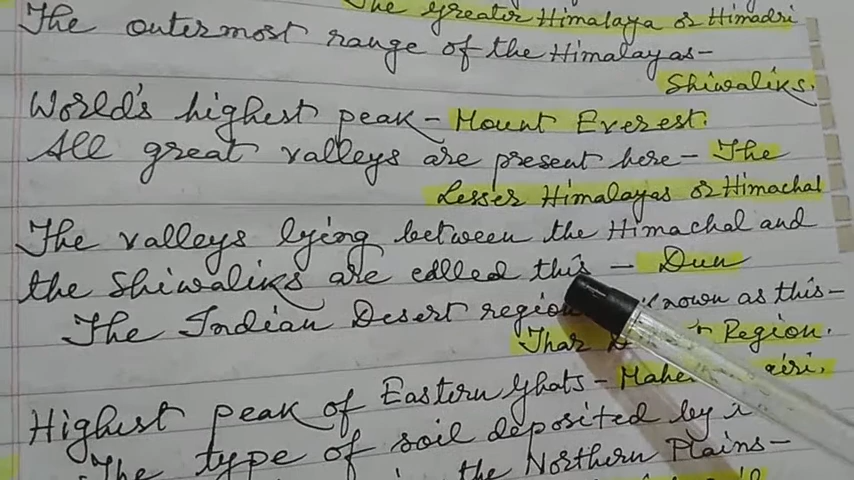 The Greater Himalaya or Himadri
The outermost range of the Himalayas-
Shiwaliks.
World's highest peak - Mount Everest.
All great valleys are present here - The
Lesser Himalayas or Himachal
The valleys lying between the Himachal and
the Shiwaliks are called this - Dun
The Indian Desert region known as this-
Thar Region.
Highest peak of Eastern Ghats -
The type of soil deposited by
the Northern Plains-